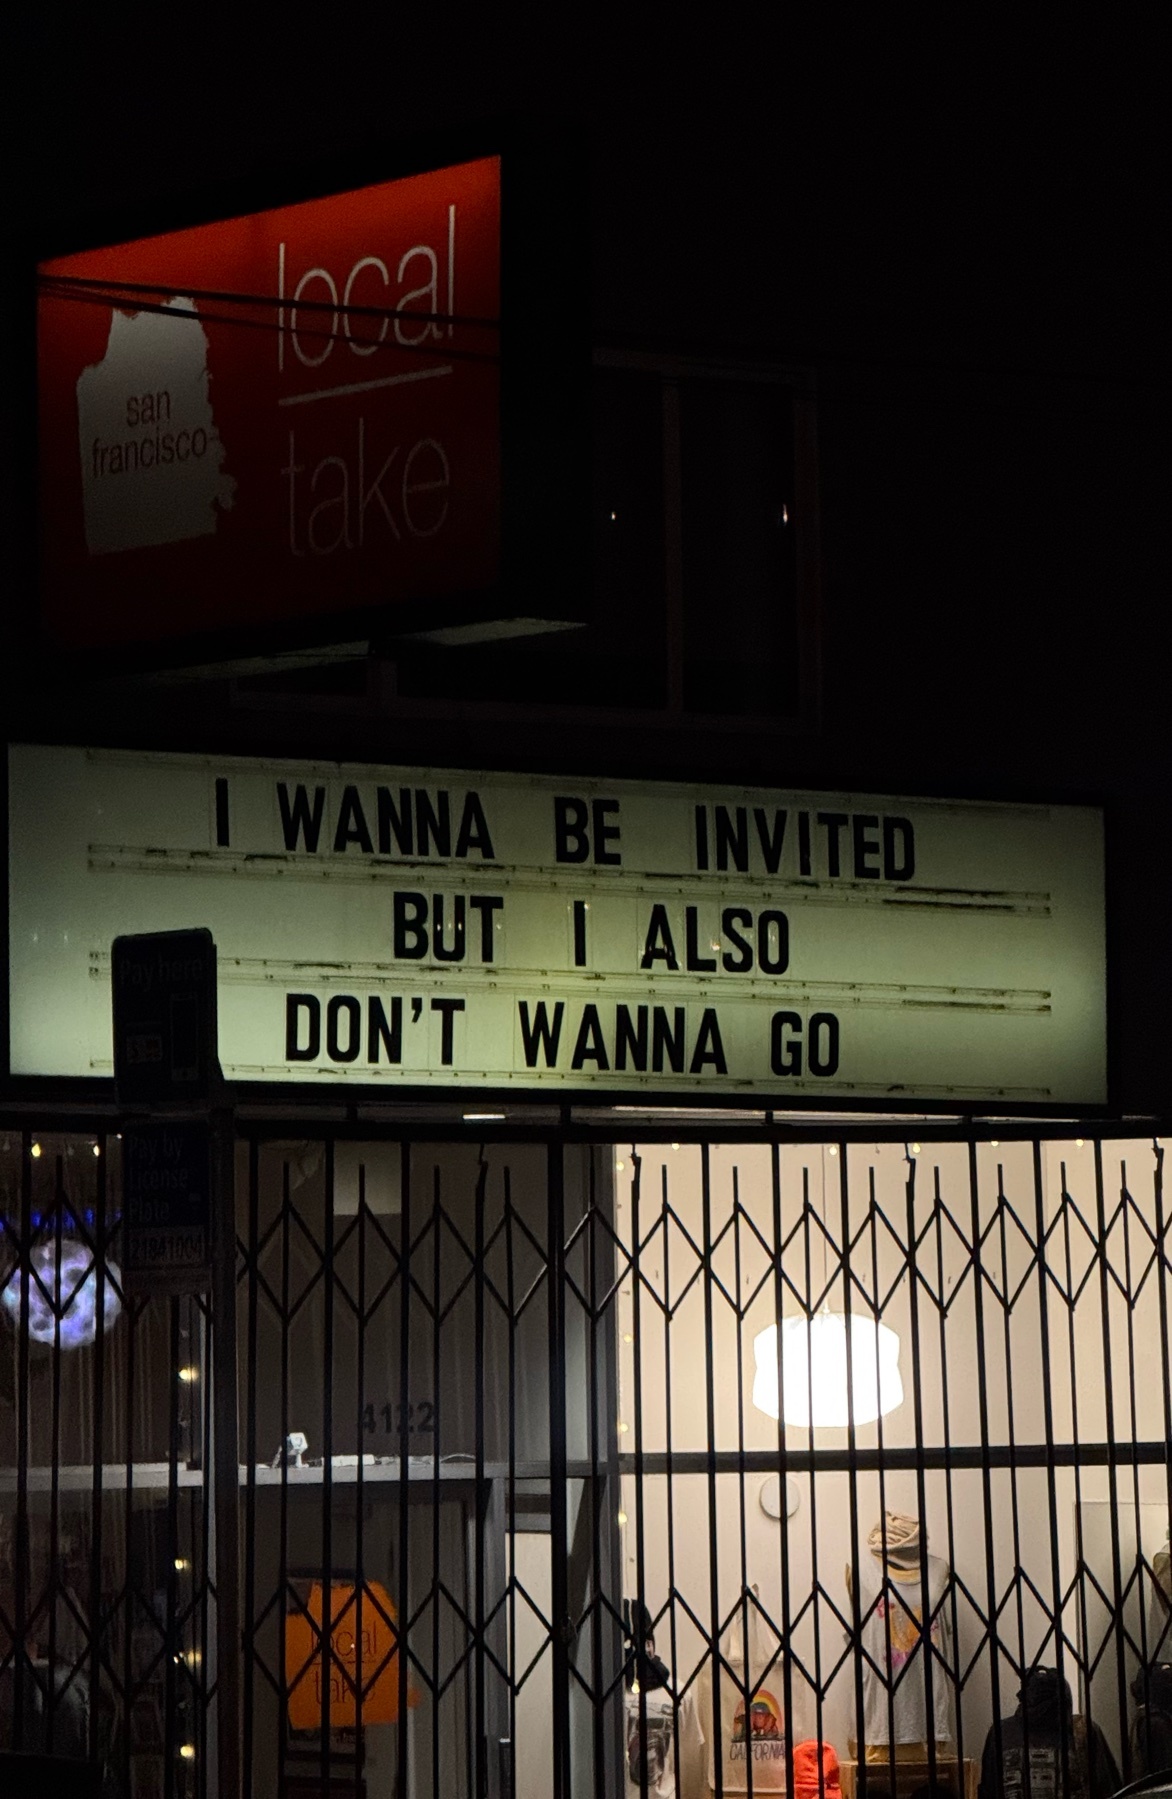 local
take
san
francisco
I WANNA BE INVITED
BUT I ALSO
DON'T WANNA GO
Pay here
Pay by
License
Plate
21841004
4122
local
take
CALIFORNIA